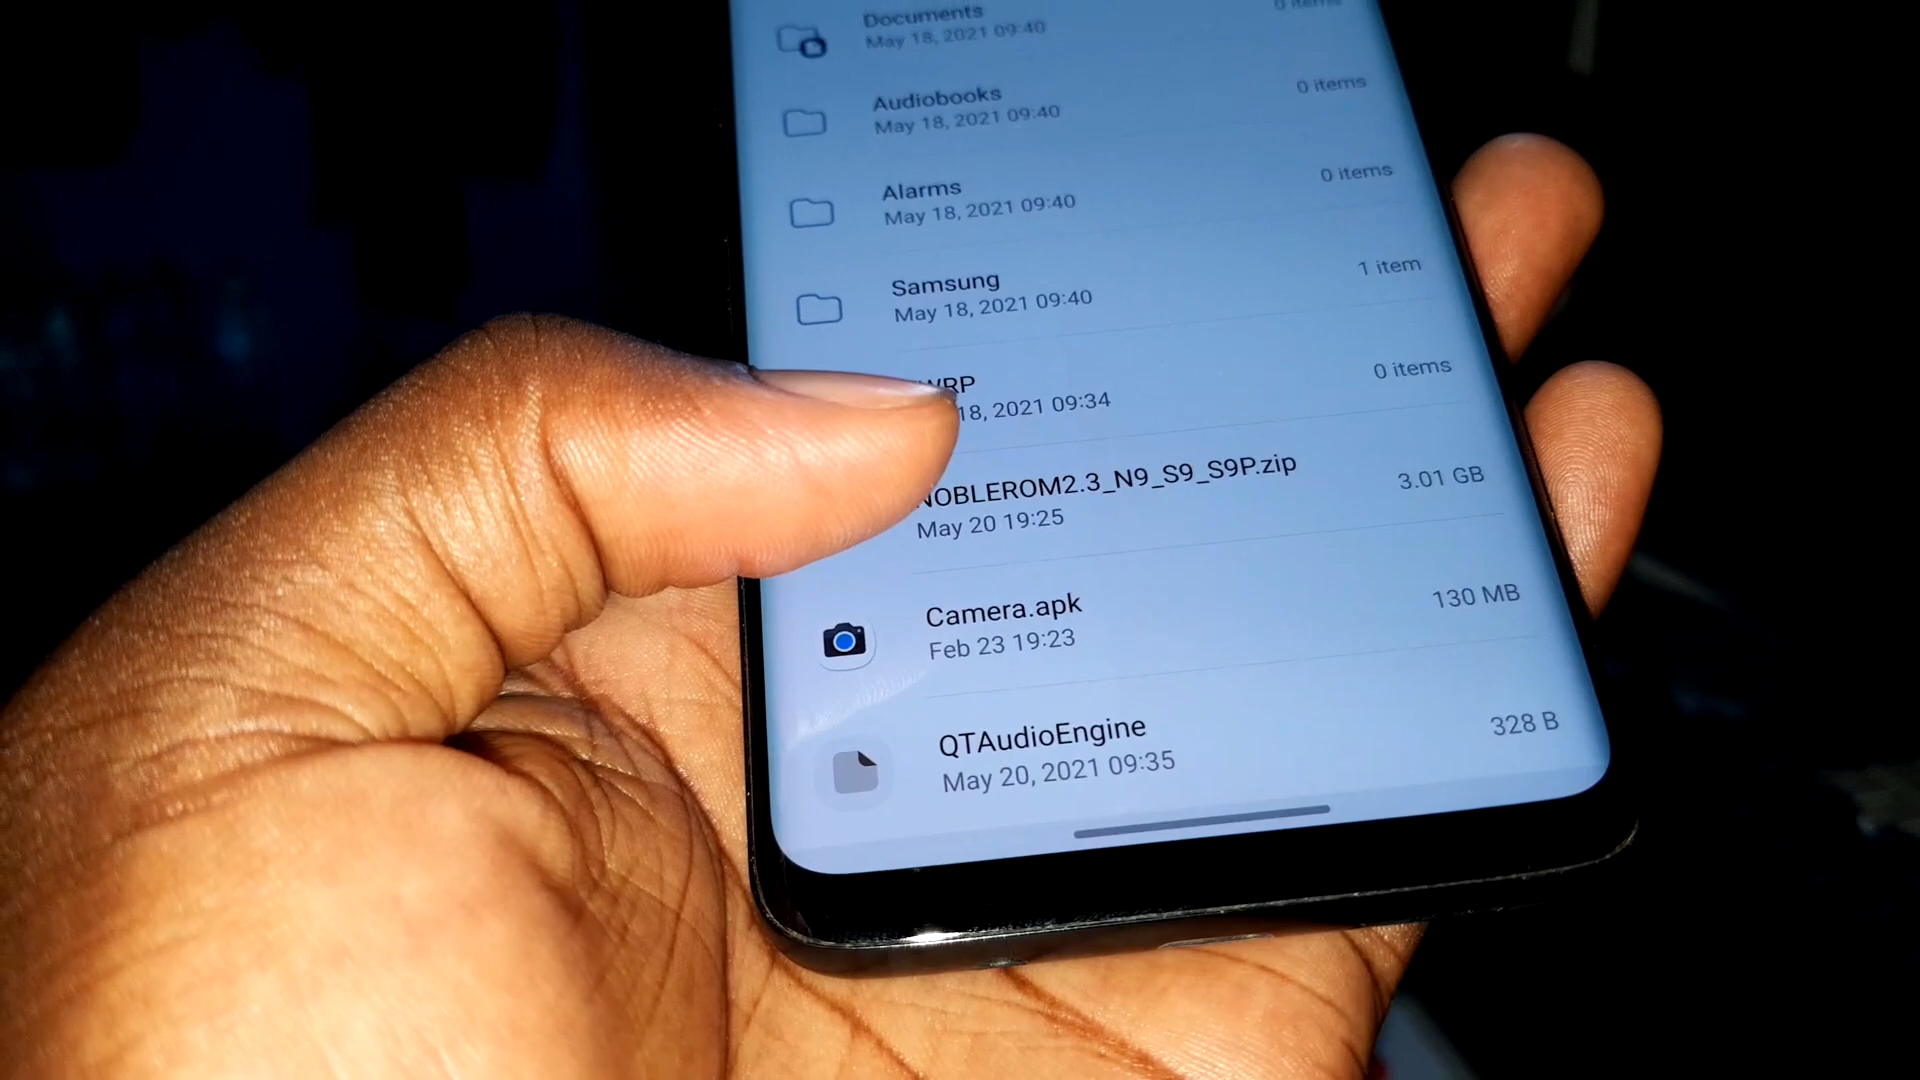 Documents
0 items
May 18, 2021 09:40
Audiobooks
0 items
May 18, 2021 09:40
Alarms
0 items
May 18, 2021 09:40
Samsung
1 item
May 18, 2021 09:40
WRP
0 items
18, 2021 09:34
NOBLEROM2.3_N9_S9_S9P.zip
3.01 GB
May 20 19:25
Camera.apk
130 MB
Feb 23 19:23
QTAudioEngine
328 B
May 20, 2021 09:35